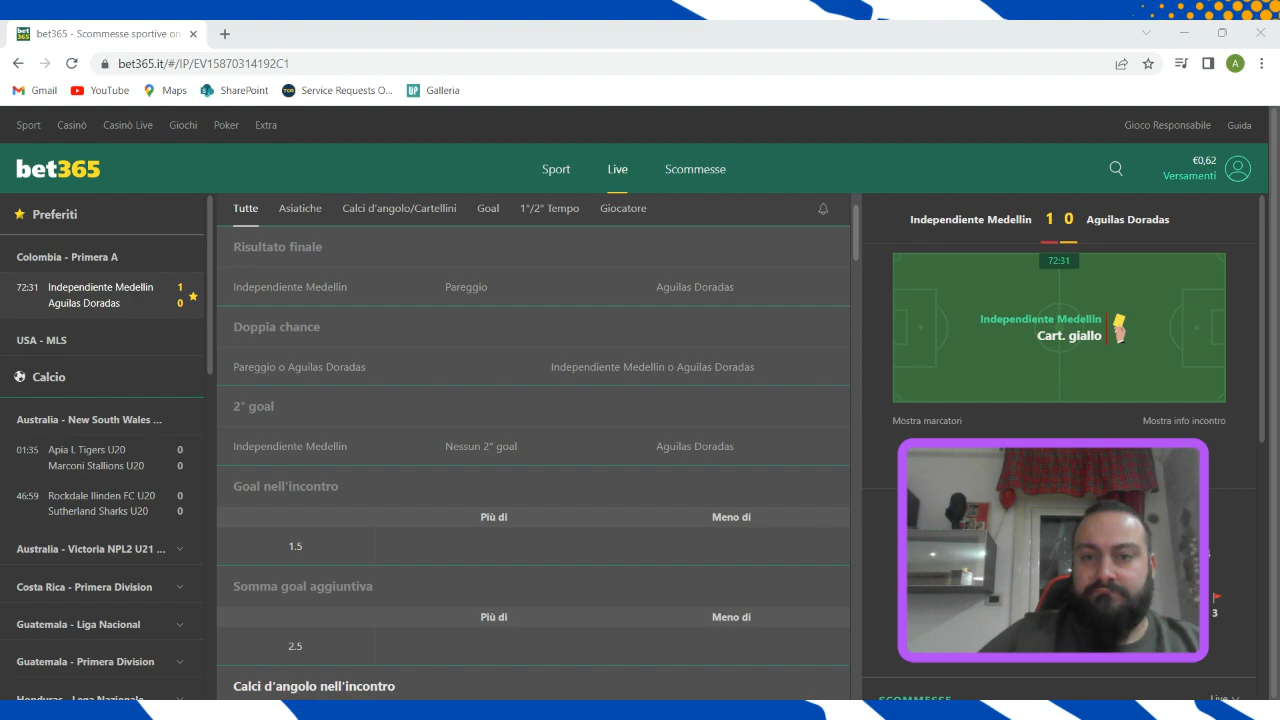 bet365 - Scommesse sportive on
bet365.it/#/IP/EV15870314192C1
A
Gmail
YouTube
Maps
SharePoint
Service Requests O...
UP
Galleria
Sport
Casinò
Casinò Live
Giochi
Poker
Extra
Gioco Responsabile
Guida
bet365
Sport
Live
Scommesse
€0,62
Versamenti
Preferiti
Colombia - Primera A
72:31 Independiente Medellin 1
Aguilas Doradas 0
USA - MLS
Calcio
Australia - New South Wales ...
01:35 Apia L Tigers U20 0
Marconi Stallions U20 0
46:59 Rockdale Ilinden FC U20 0
Sutherland Sharks U20 0
Australia - Victoria NPL2 U21 ...
Costa Rica - Primera Division
Guatemala - Liga Nacional
Guatemala - Primera Division
Honduras - Lega Nazionale
Tutte
Asiatiche
Calci d'angolo/Cartellini
Goal
1°/2° Tempo
Giocatore
Risultato finale
Independiente Medellin
Pareggio
Aguilas Doradas
Doppia chance
Pareggio o Aguilas Doradas
Independiente Medellin o Aguilas Doradas
2° goal
Independiente Medellin
Nessun 2° goal
Aguilas Doradas
Goal nell'incontro
Più di
Meno di
1.5
Somma goal aggiuntiva
Più di
Meno di
2.5
Calci d'angolo nell'incontro
Independiente Medellin 1 0 Aguilas Doradas
72:31
Independiente Medellin
Cart. giallo
Mostra marcatori
Mostra info incontro
3
SCOMMESSE
Live